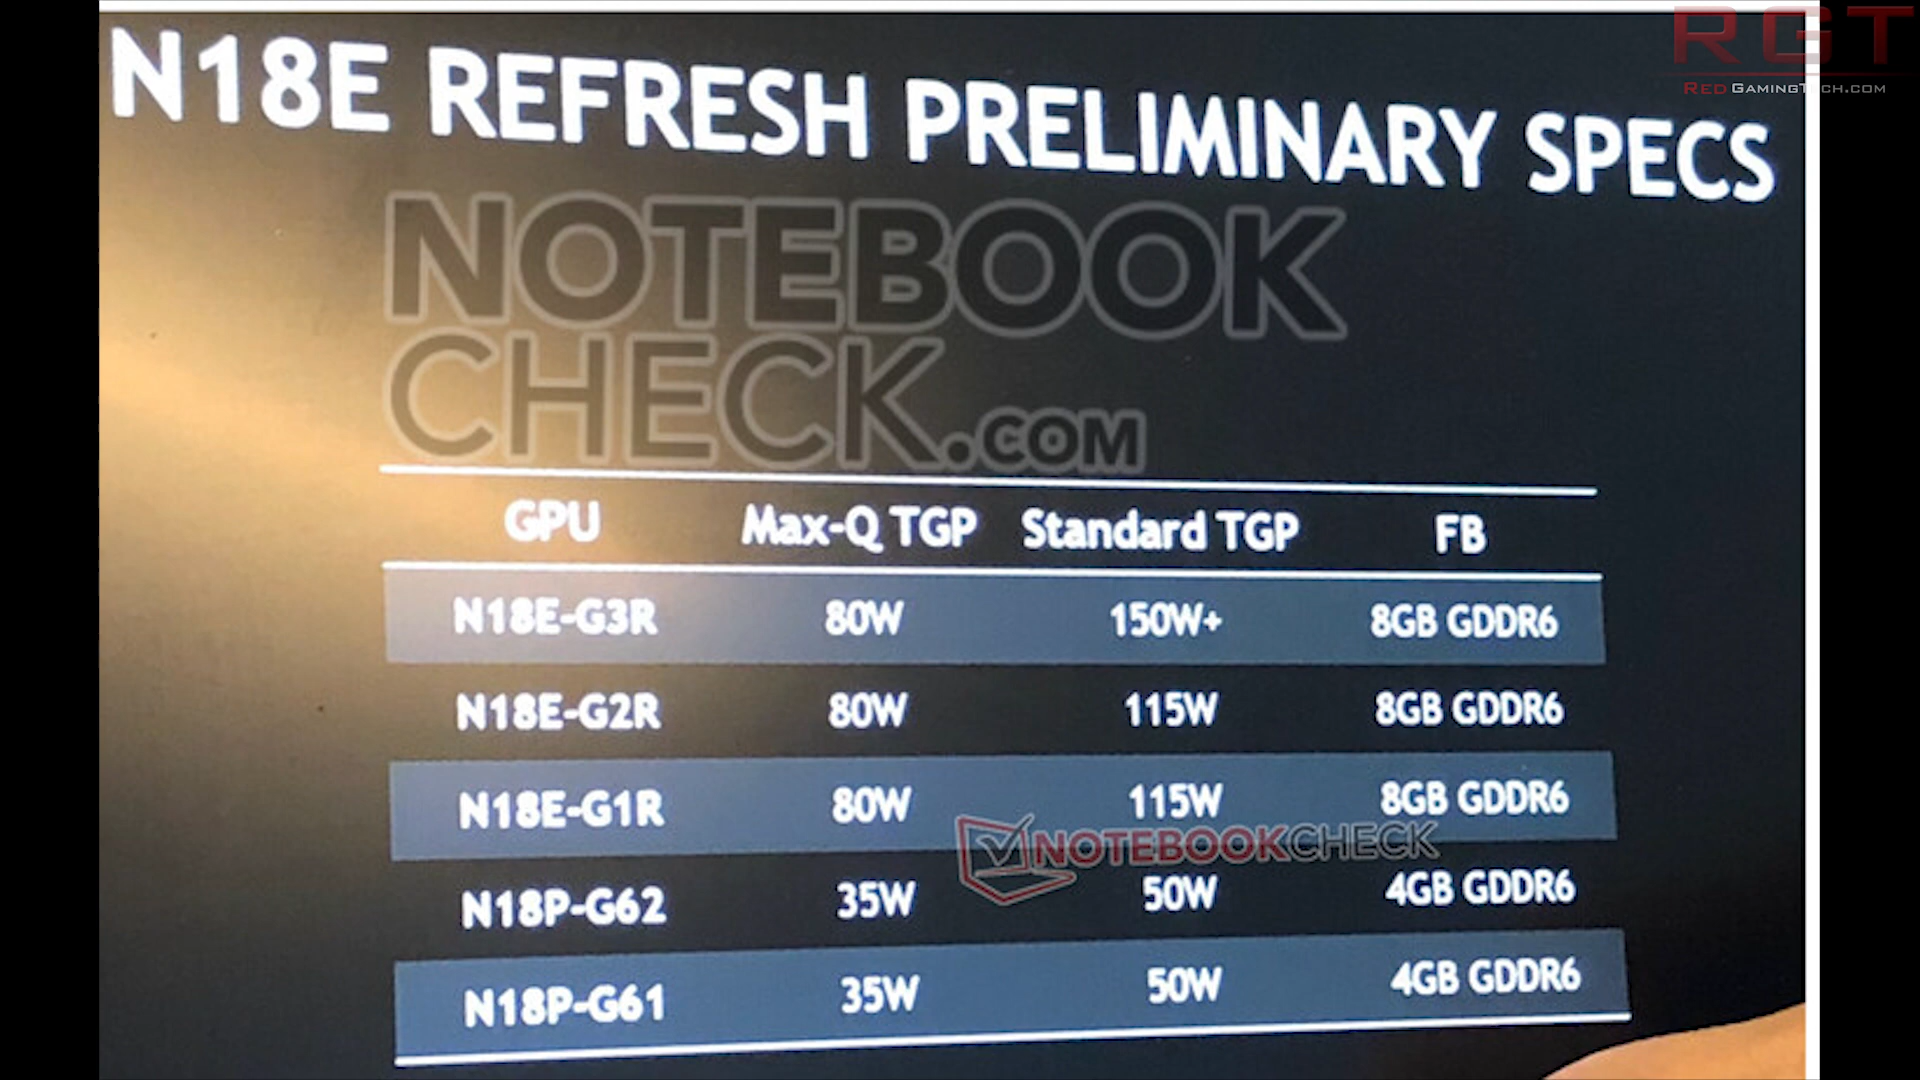 RGT
RedGamingTech.com
N18E REFRESH PRELIMINARY SPECS
NOTEBOOK
CHECK.COM
GPU Max-Q TGP Standard TGP FB
N18E-G3R 80W 150W+ 8GB GDDR6
N18E-G2R 80W 115W 8GB GDDR6
N18E-G1R 80W 115W 8GB GDDR6
NOTEBOOKCHECK
N18P-G62 35W 50W 4GB GDDR6
N18P-G61 35W 50W 4GB GDDR6